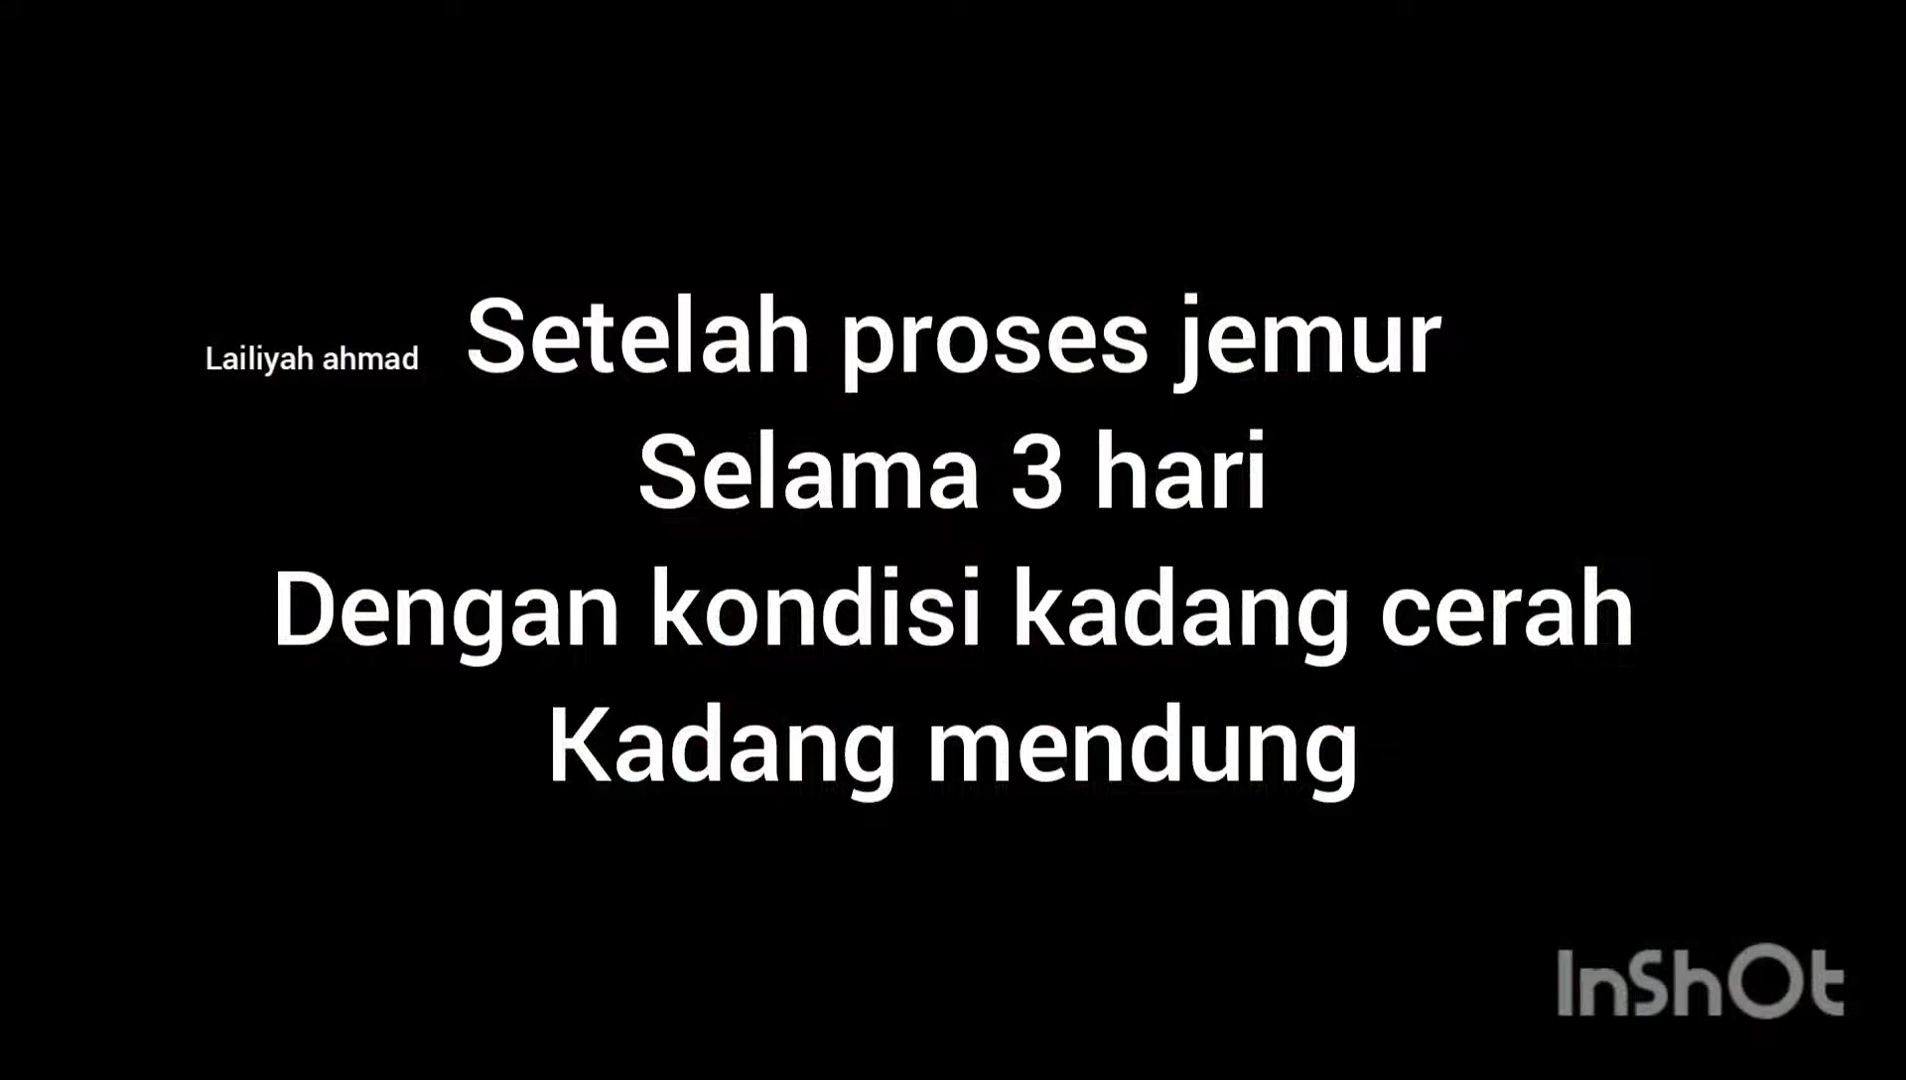 Lailiyah ahmad
Setelah proses jemur
Selama 3 hari
Dengan kondisi kadang cerah
Kadang mendung
InShOt